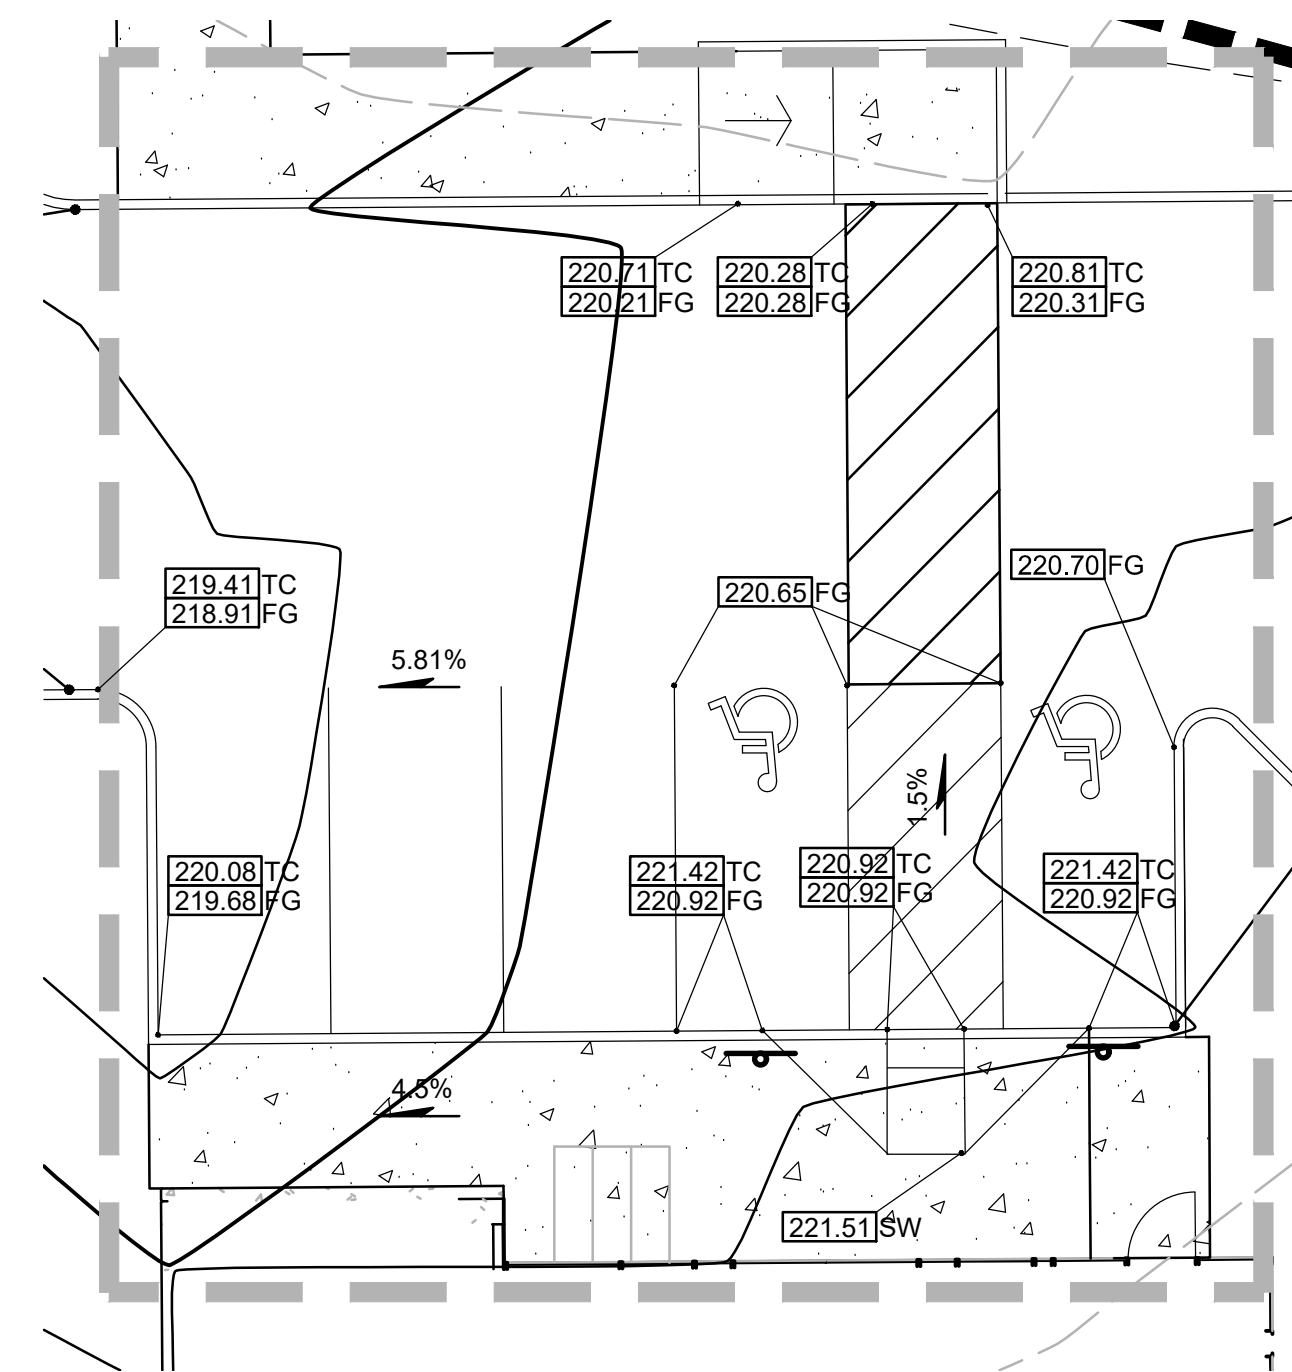 220.71 TC
220.21 FG
220.28 TC
220.28 FG
220.81 TC
220.31 FG
219.41 TC
218.91 FG
220.65 FG
220.70 FG
5.81%
1.5%
220.08 TC
219.68 FG
221.42 TC
220.92 FG
220.92 TC
220.92 FG
221.42 TC
220.92 FG
4.5%
221.51 SW